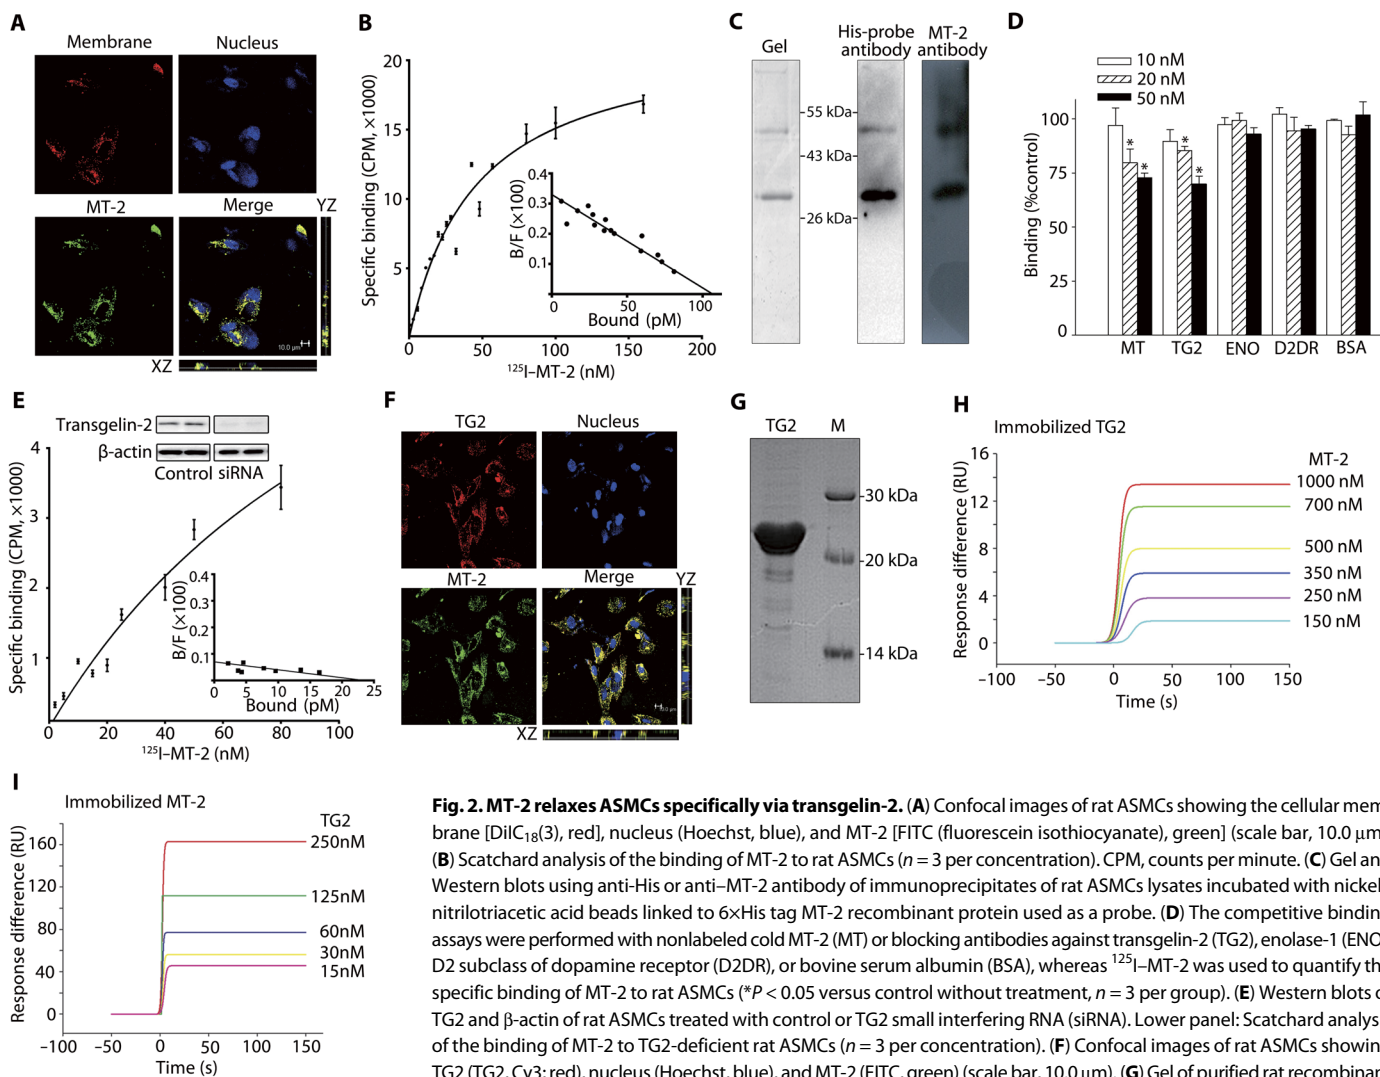 A
Membrane
Nucleus
MT-2
Merge
YZ
10.0 μm
XZ
B
Specific binding (CPM, ×1000)
20
15
10
5
0
0 50 100 150 200
¹²⁵I–MT-2 (nM)
B/F (×100)
0.4
0.3
0.2
0.1
0 50 100
Bound (pM)
C
Gel
His-probe antibody
MT-2 antibody
55 kDa
43 kDa
26 kDa
D
10 nM
20 nM
50 nM
Binding (%control)
100
75
50
25
0
* * * *
MT TG2 ENO D2DR BSA
E
Transgelin-2
β-actin
Control siRNA
Specific binding (CPM, ×1000)
4
3
2
1
0 20 40 60 80 100
¹²⁵I–MT-2 (nM)
B/F (×100)
0.4
0.3
0.2
0.1
0 5 10 15 20 25
Bound (pM)
F
TG2
Nucleus
MT-2
Merge
YZ
XZ
G
TG2 M
30 kDa
20 kDa
14 kDa
H
Immobilized TG2
Response difference (RU)
16
12
8
4
0
−100 −50 0 50 100 150
Time (s)
MT-2
1000 nM
700 nM
500 nM
350 nM
250 nM
150 nM
I
Immobilized MT-2
Response difference (RU)
160
120
80
40
0
−100 −50 0 50 100 150
Time (s)
TG2
250nM
125nM
60nM
30nM
15nM
Fig. 2. MT-2 relaxes ASMCs specifically via transgelin-2. (A) Confocal images of rat ASMCs showing the cellular mem
brane [DiIC₁₈(3), red], nucleus (Hoechst, blue), and MT-2 [FITC (fluorescein isothiocyanate), green] (scale bar, 10.0 μm
(B) Scatchard analysis of the binding of MT-2 to rat ASMCs (n = 3 per concentration). CPM, counts per minute. (C) Gel an
Western blots using anti-His or anti–MT-2 antibody of immunoprecipitates of rat ASMCs lysates incubated with nickel
nitrilotriacetic acid beads linked to 6×His tag MT-2 recombinant protein used as a probe. (D) The competitive bindin
assays were performed with nonlabeled cold MT-2 (MT) or blocking antibodies against transgelin-2 (TG2), enolase-1 (ENO
D2 subclass of dopamine receptor (D2DR), or bovine serum albumin (BSA), whereas ¹²⁵I–MT-2 was used to quantify th
specific binding of MT-2 to rat ASMCs (*P < 0.05 versus control without treatment, n = 3 per group). (E) Western blots o
TG2 and β-actin of rat ASMCs treated with control or TG2 small interfering RNA (siRNA). Lower panel: Scatchard analysi
of the binding of MT-2 to TG2-deficient rat ASMCs (n = 3 per concentration). (F) Confocal images of rat ASMCs showin
TG2 (TG2, Cy3; red), nucleus (Hoechst, blue), and MT-2 (FITC, green) (scale bar, 10.0 μm). (G) Gel of purified rat recombinan